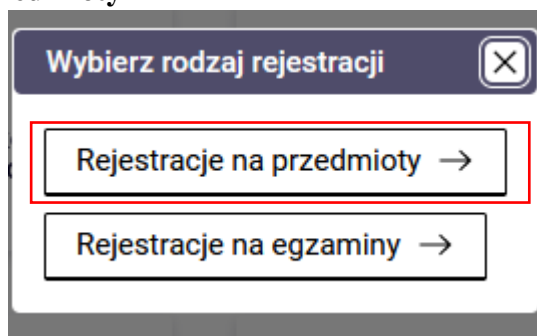 Wybierz rodzaj rejestracji
Rejestracje na przedmioty →
Rejestracje na egzaminy →